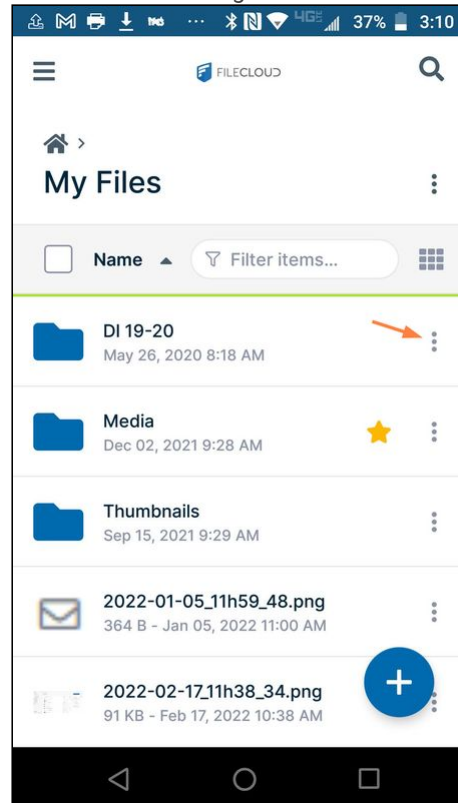 4G
37%
3:10
FILECLOUD
My Files
Name
Filter items...
DI 19-20
May 26, 2020 8:18 AM
Media
Dec 02, 2021 9:28 AM
Thumbnails
Sep 15, 2021 9:29 AM
2022-01-05_11h59_48.png
364 B - Jan 05, 2022 11:00 AM
2022-02-17_11h38_34.png
91 KB - Feb 17, 2022 10:38 AM